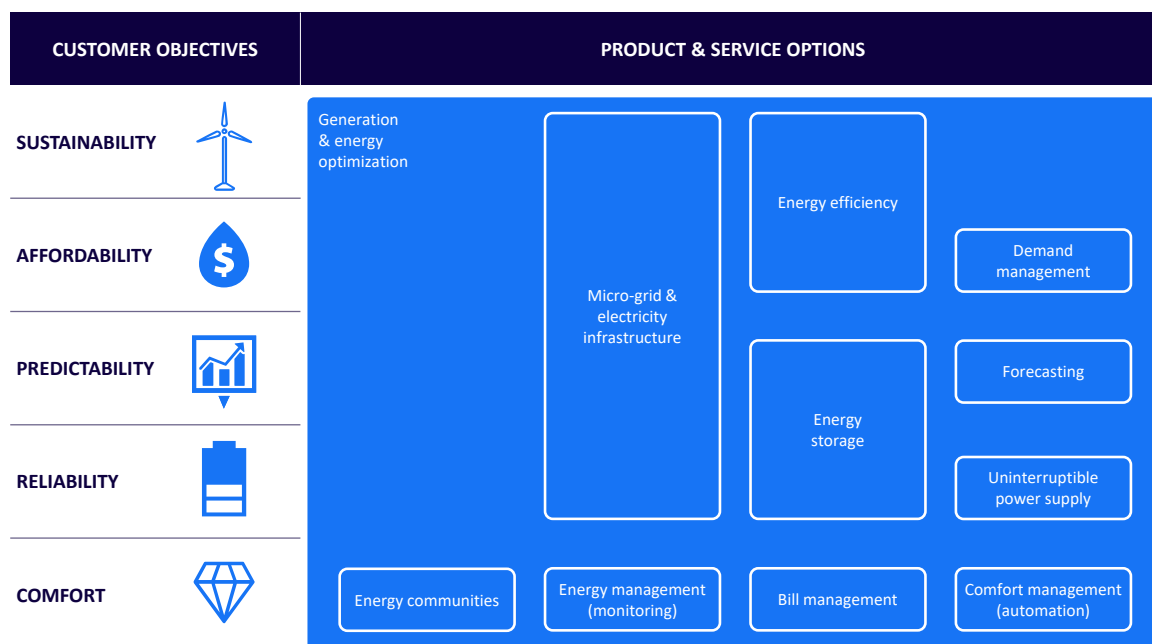 CUSTOMER OBJECTIVES
PRODUCT & SERVICE OPTIONS
SUSTAINABILITY
AFFORDABILITY
$
PREDICTABILITY
RELIABILITY
COMFORT
Generation
& energy
optimization
Micro-grid &
electricity
infrastructure
Energy efficiency
Demand
management
Energy
storage
Forecasting
Uninterruptible
power supply
Energy communities
Energy management
(monitoring)
Bill management
Comfort management
(automation)